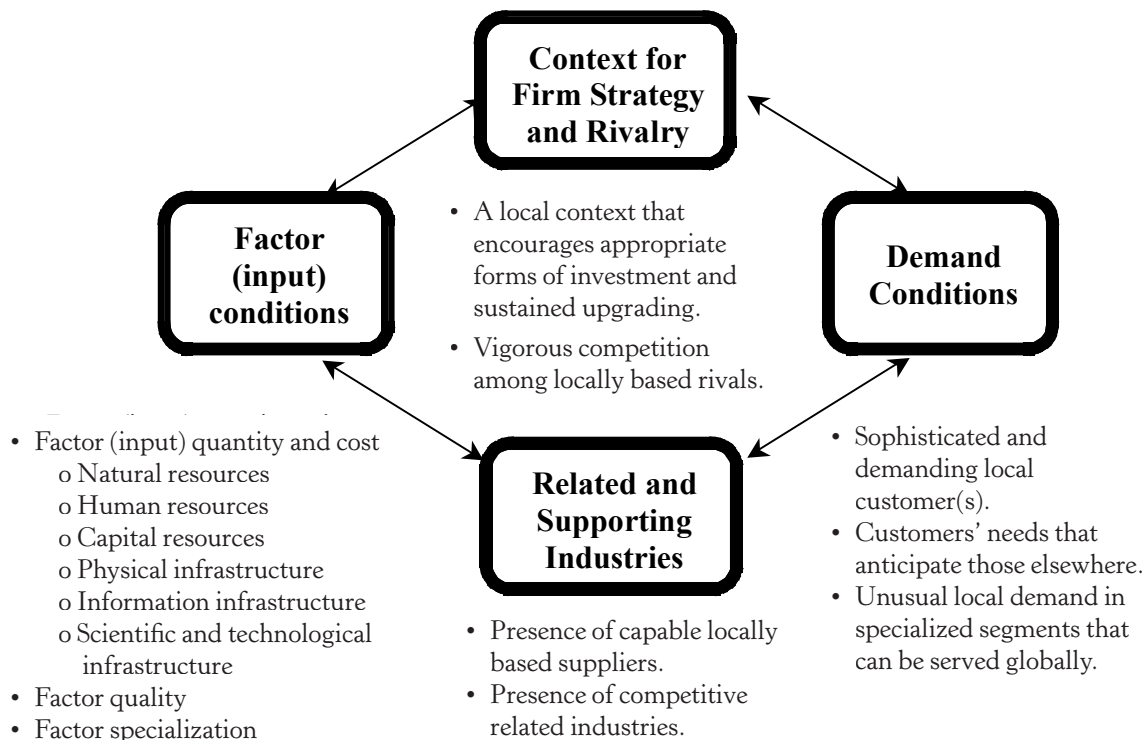 Context for
Firm Strategy
and Rivalry
Factor
(input)
conditions
• A local context that
encourages appropriate
forms of investment and
sustained upgrading.
• Vigorous competition
among locally based rivals.
Demand
Conditions
• Factor (input) quantity and cost
o Natural resources
o Human resources
o Capital resources
o Physical infrastructure
o Information infrastructure
o Scientific and technological
infrastructure
• Factor quality
• Factor specialization
Related and
Supporting
Industries
• Presence of capable locally
based suppliers.
• Presence of competitive
related industries.
• Sophisticated and
demanding local
customer(s).
• Customers’ needs that
anticipate those elsewhere.
• Unusual local demand in
specialized segments that
can be served globally.